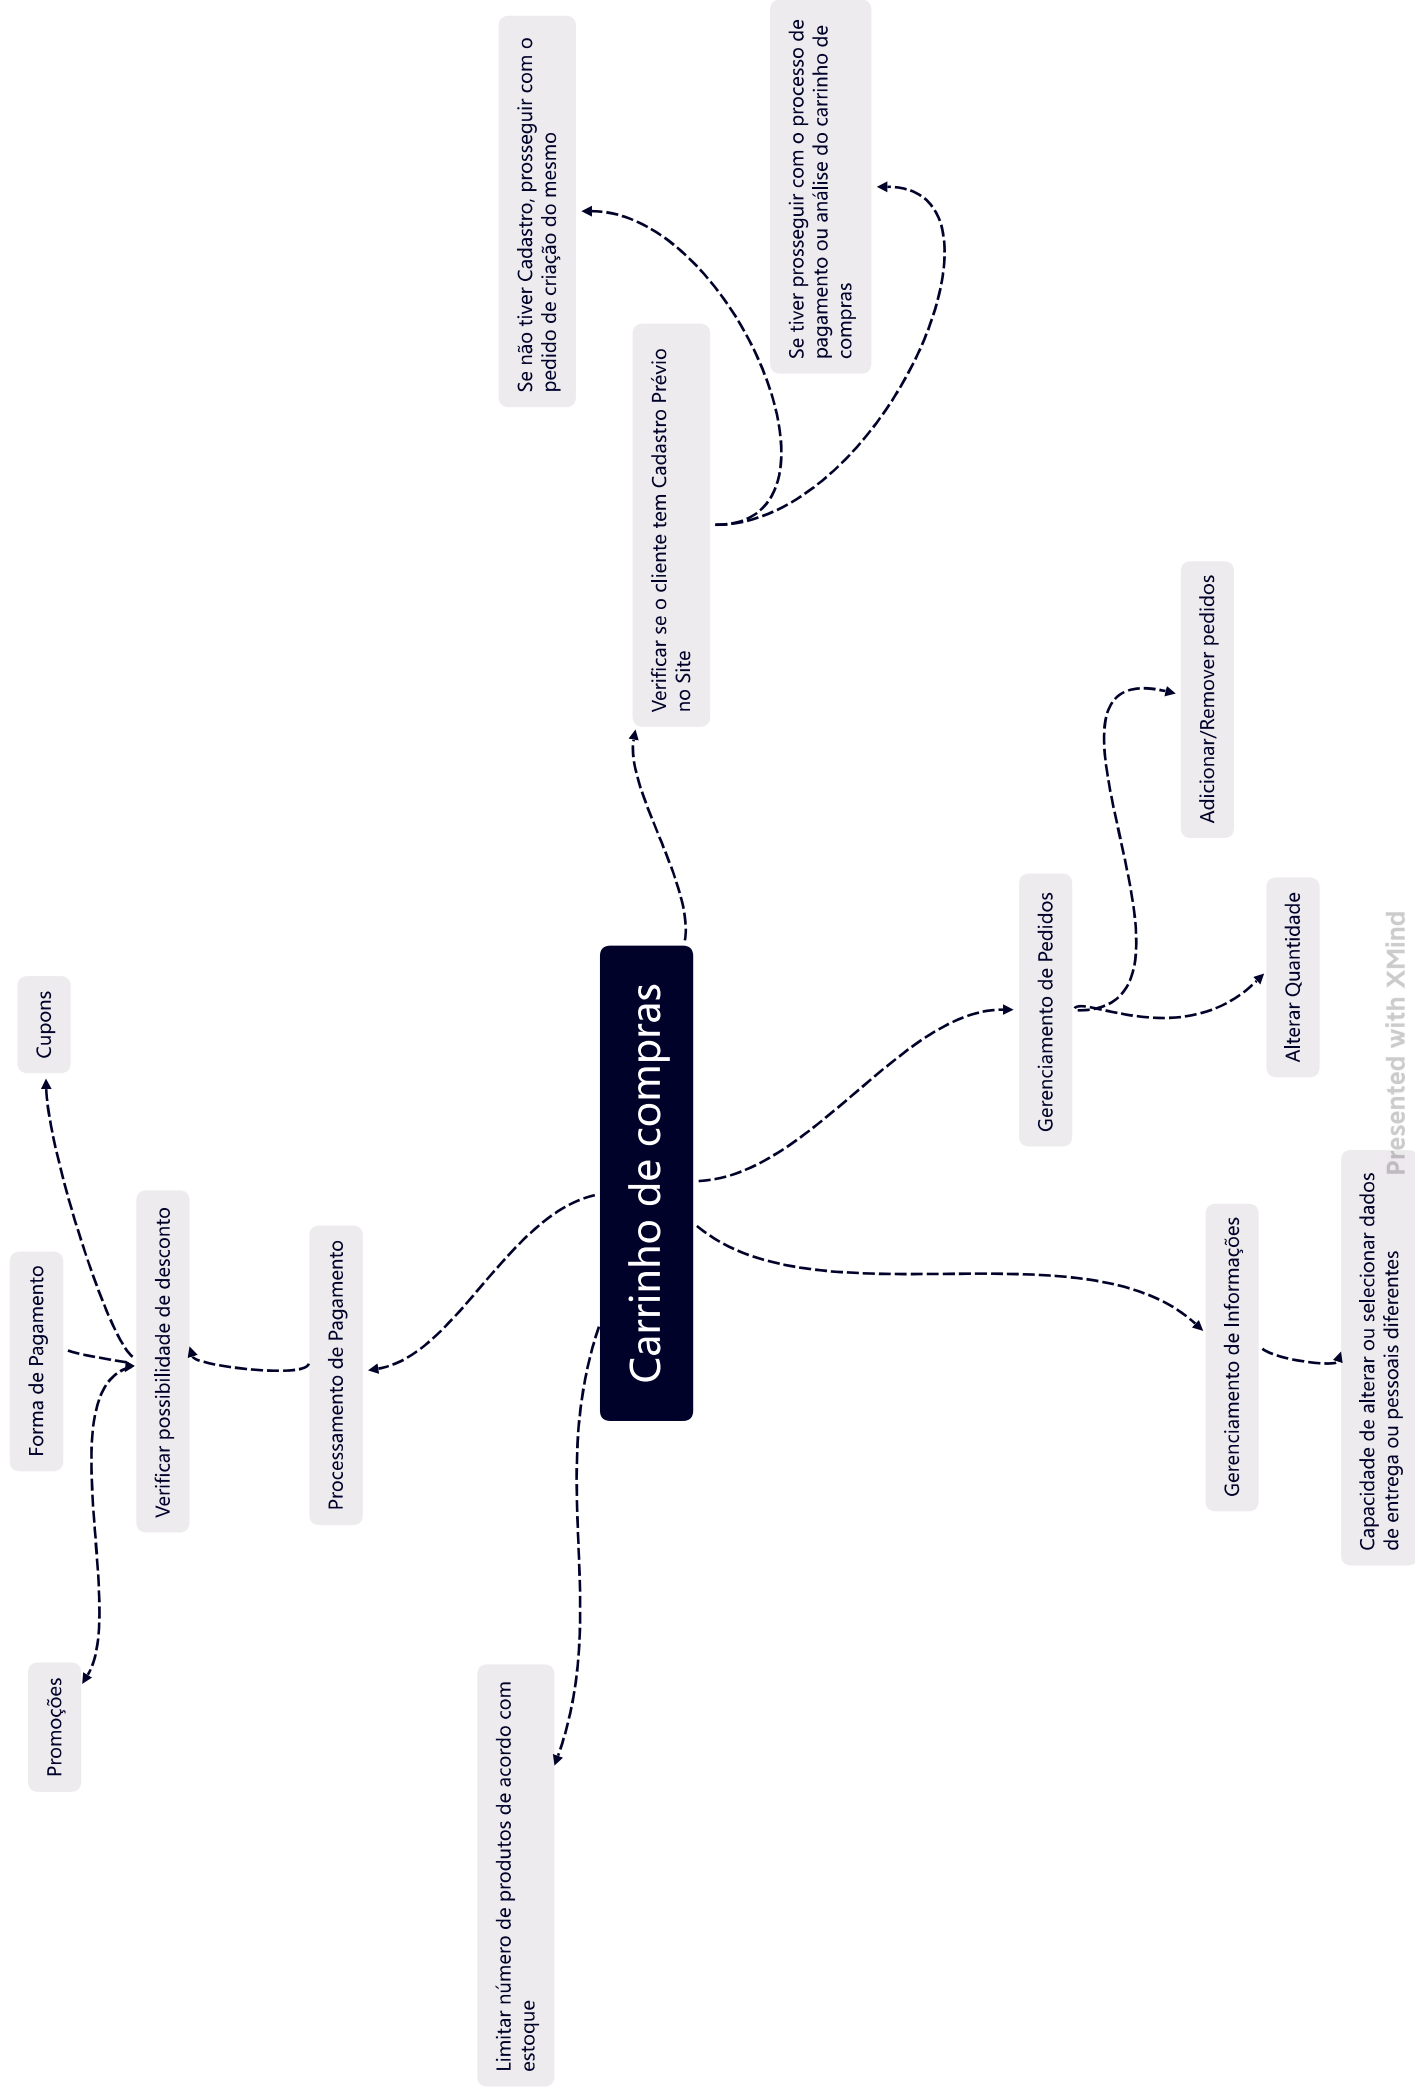 Cupons
Forma de Pagamento
Promoções
Verificar possibilidade de desconto
Processamento de Pagamento
Limitar número de produtos de acordo com
estoque
Se não tiver Cadastro, prosseguir com o
pedido de criação do mesmo
Carrinho de compras
Verificar se o cliente tem Cadastro Prévio
no Site
Se tiver prosseguir com o processo de
pagamento ou análise do carrinho de
compras
Gerenciamento de Pedidos
Adicionar/Remover pedidos
Gerenciamento de Informações
Alterar Quantidade
Capacidade de alterar ou selecionar dados
de entrega ou pessoais diferentes
Presented with XMind